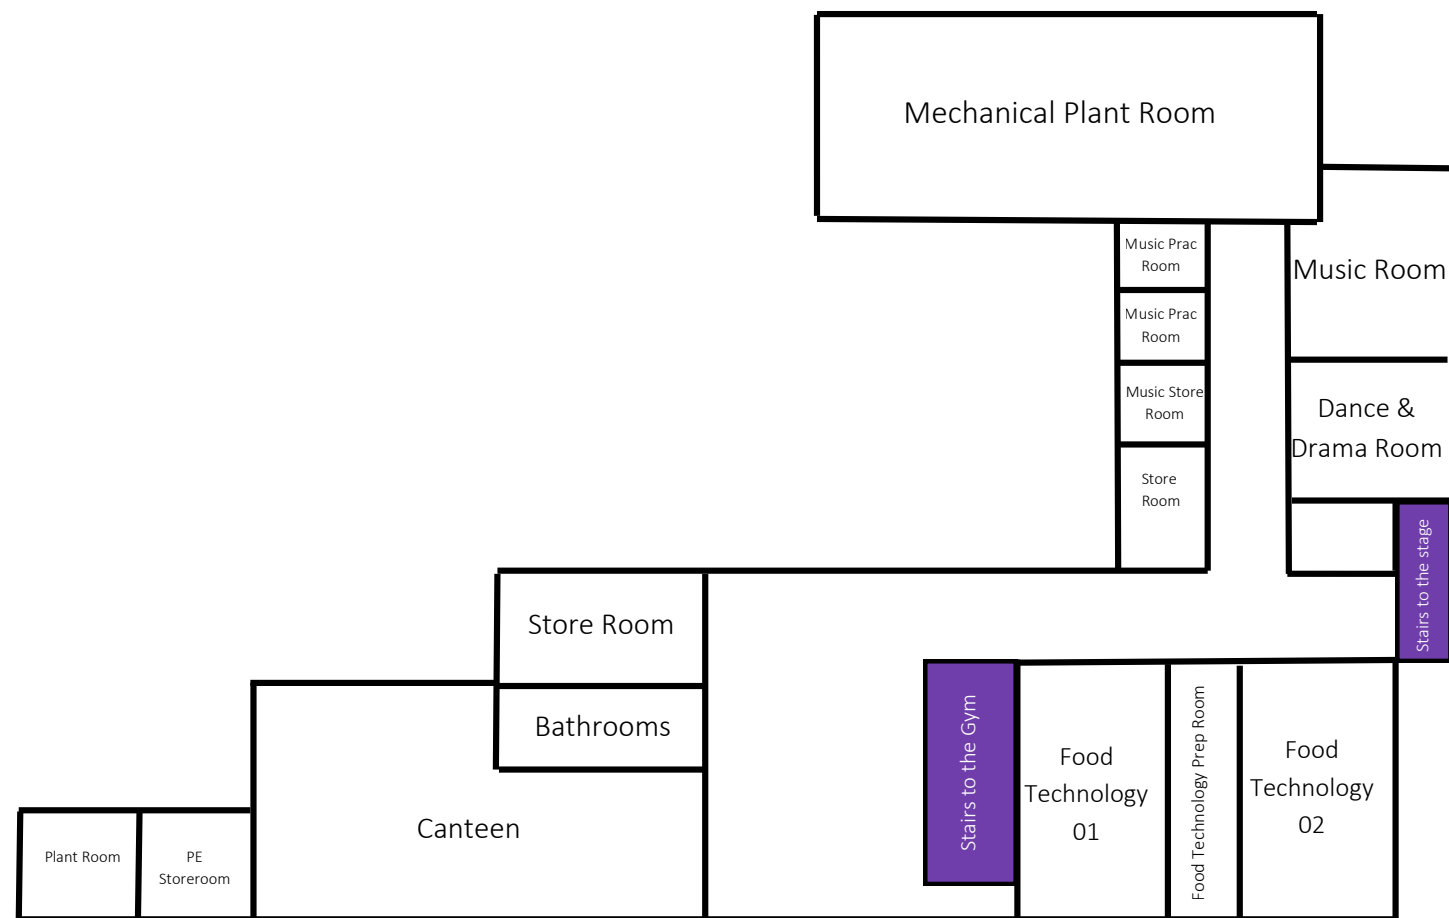 Mechanical Plant Room
Music Prac
Room
Music Room
Music Prac
Room
Music Store
Room
Dance &
Drama Room
Store
Room
Stairs to the stage
Store Room
Bathrooms
Canteen
Plant Room
PE
Storeroom
Stairs to the Gym
Food
Technology
01
Food Technology Prep Room
Food
Technology
02